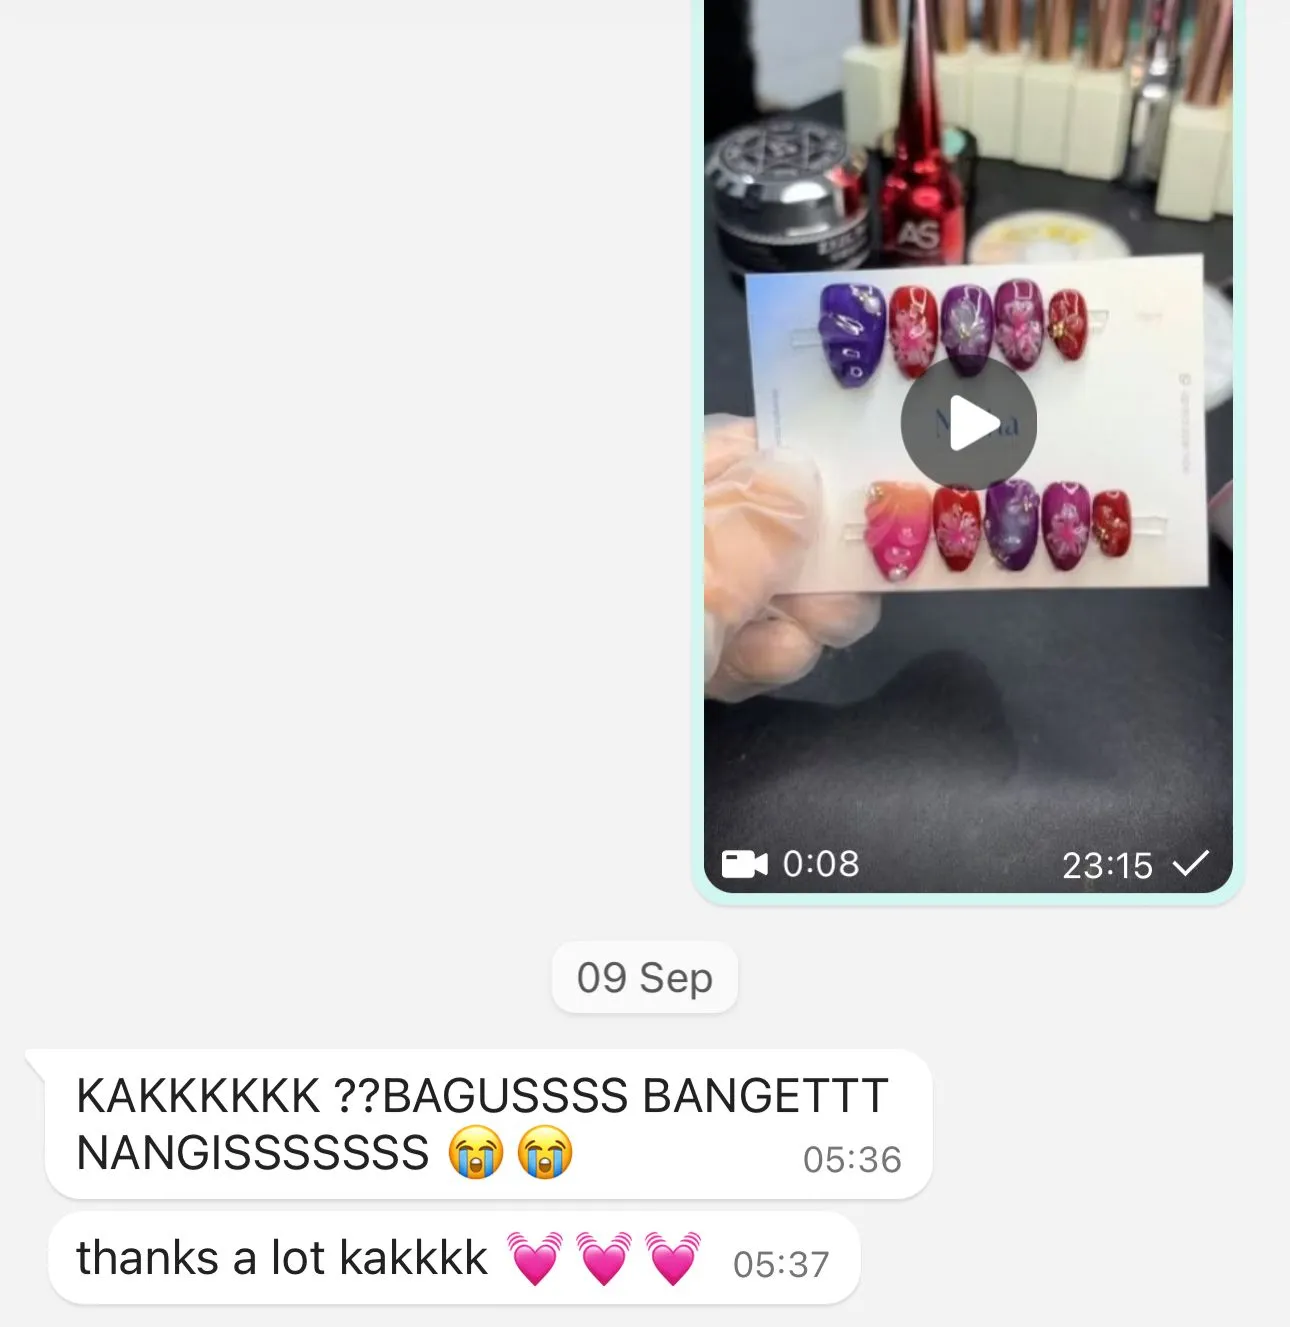 AS
0:08
23:15
09 Sep
KAKKKKKK ??BAGUSSSS BANGETTT
NANGISSSSSSS 😭😭
05:36
thanks a lot kakkkk 💓💓💓
05:37